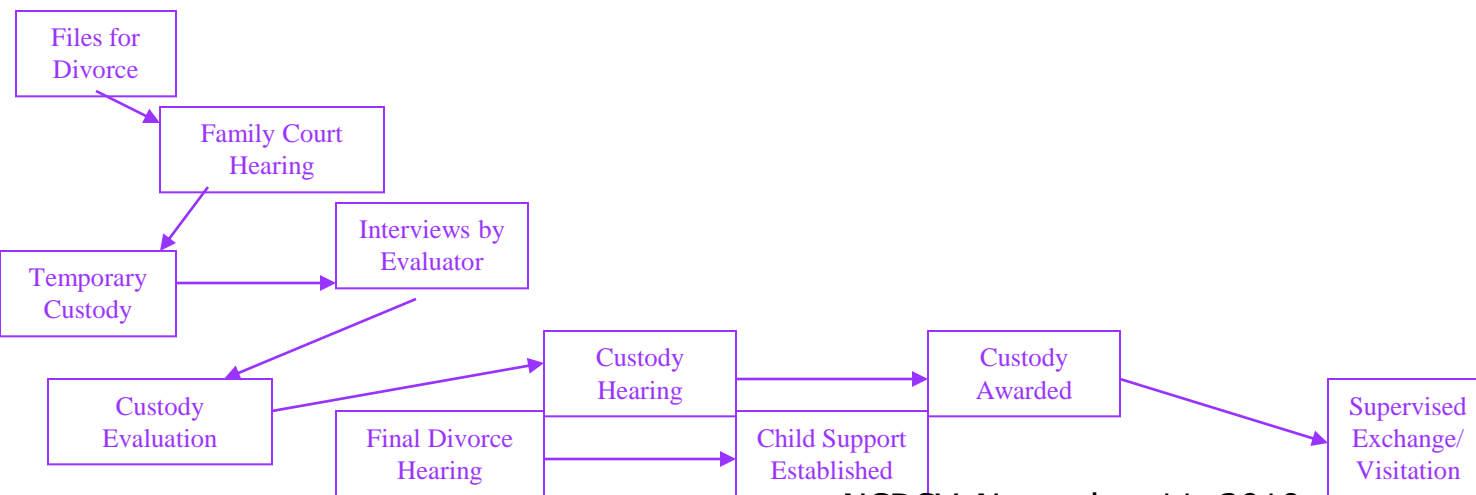 Files for
Divorce
Family Court
Hearing
Temporary
Custody
Interviews by
Evaluator
Custody
Evaluation
Custody
Hearing
Custody
Awarded
Supervised
Exchange/
Visitation
Final Divorce
Hearing
Child Support
Established